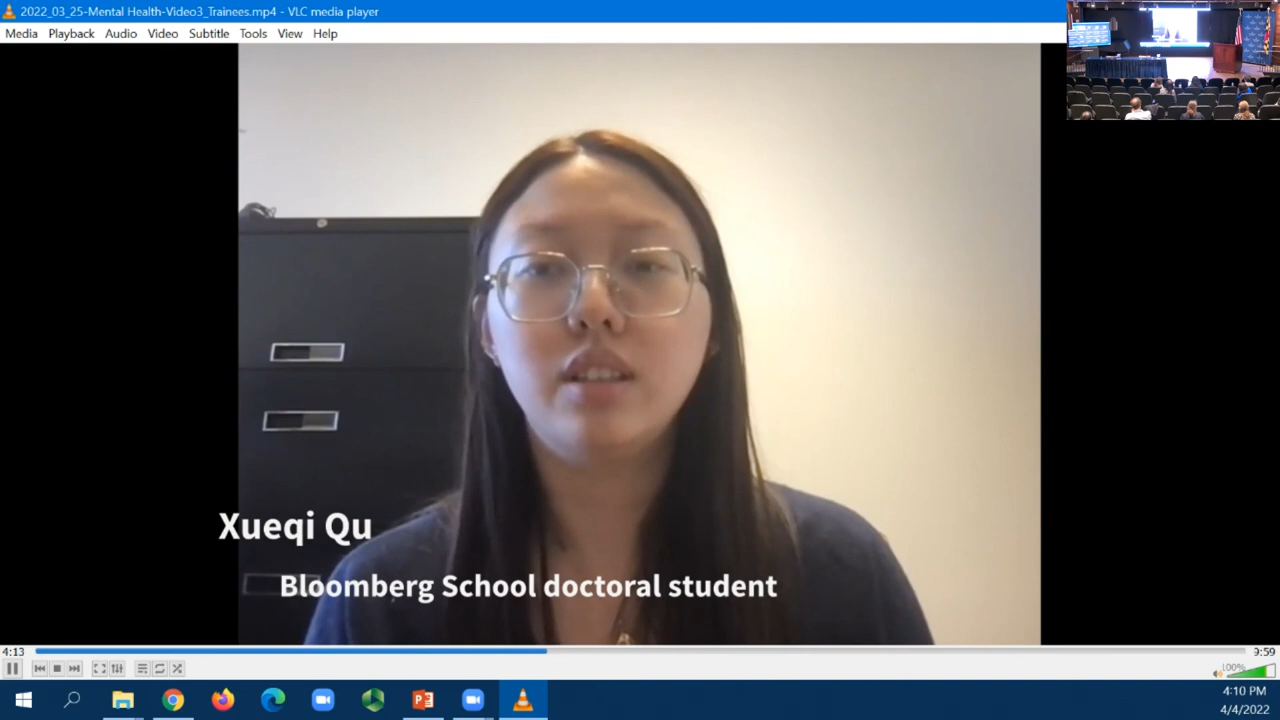 2022_03_25-Mental Health-Video3_Trainees.mp4 - VLC media player
Media Playback Audio Video Subtitle Tools View Help
Xueqi Qu
Bloomberg School doctoral student
4:13
9:59
100%
4:10 PM
4/4/2022